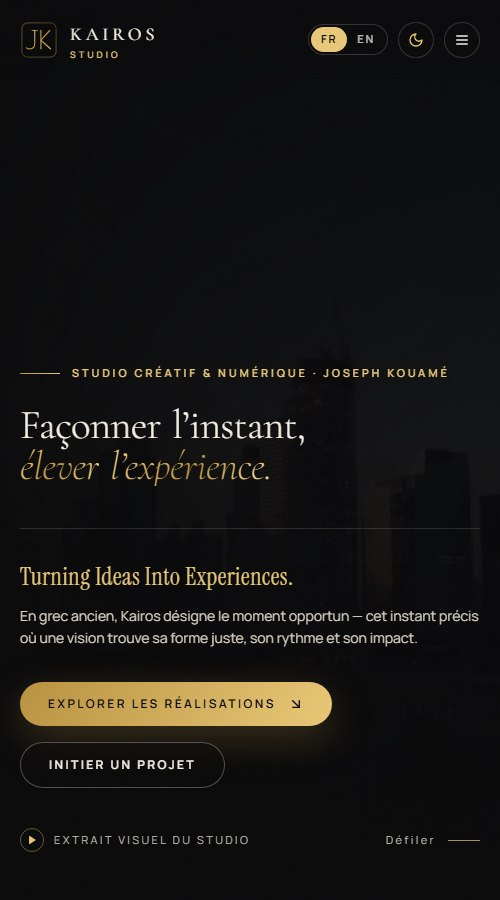 JK
KAIROS
STUDIO
FR EN
STUDIO CRÉATIF & NUMÉRIQUE · JOSEPH KOUAMÉ
Façonner l’instant,
élever l’expérience.
Turning Ideas Into Experiences.
En grec ancien, Kairos désigne le moment opportun — cet instant précis
où une vision trouve sa forme juste, son rythme et son impact.
EXPLORER LES RÉALISATIONS
INITIER UN PROJET
EXTRAIT VISUEL DU STUDIO
Défiler